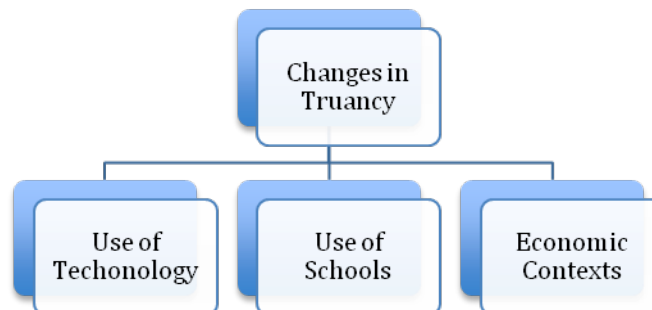 Changes in
Truancy
Use of
Techonology
Use of
Schools
Economic
Contexts